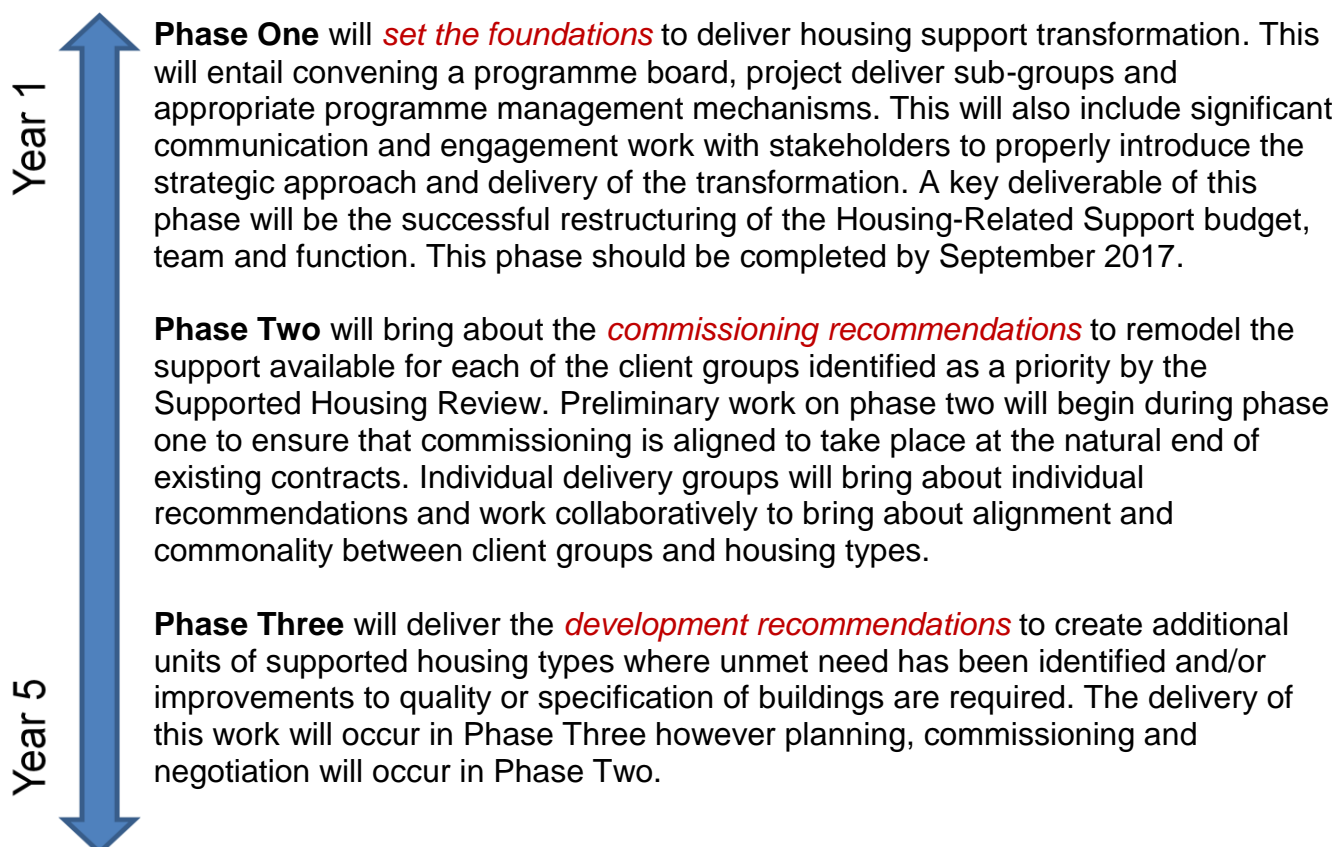 Year 1
Phase One will set the foundations to deliver housing support transformation. This
will entail convening a programme board, project deliver sub-groups and
appropriate programme management mechanisms. This will also include significant
communication and engagement work with stakeholders to properly introduce the
strategic approach and delivery of the transformation. A key deliverable of this
phase will be the successful restructuring of the Housing-Related Support budget,
team and function. This phase should be completed by September 2017.
Phase Two will bring about the commissioning recommendations to remodel the
support available for each of the client groups identified as a priority by the
Supported Housing Review. Preliminary work on phase two will begin during phase
one to ensure that commissioning is aligned to take place at the natural end of
existing contracts. Individual delivery groups will bring about individual
recommendations and work collaboratively to bring about alignment and
commonality between client groups and housing types.
Year 5
Phase Three will deliver the development recommendations to create additional
units of supported housing types where unmet need has been identified and/or
improvements to quality or specification of buildings are required. The delivery of
this work will occur in Phase Three however planning, commissioning and
negotiation will occur in Phase Two.